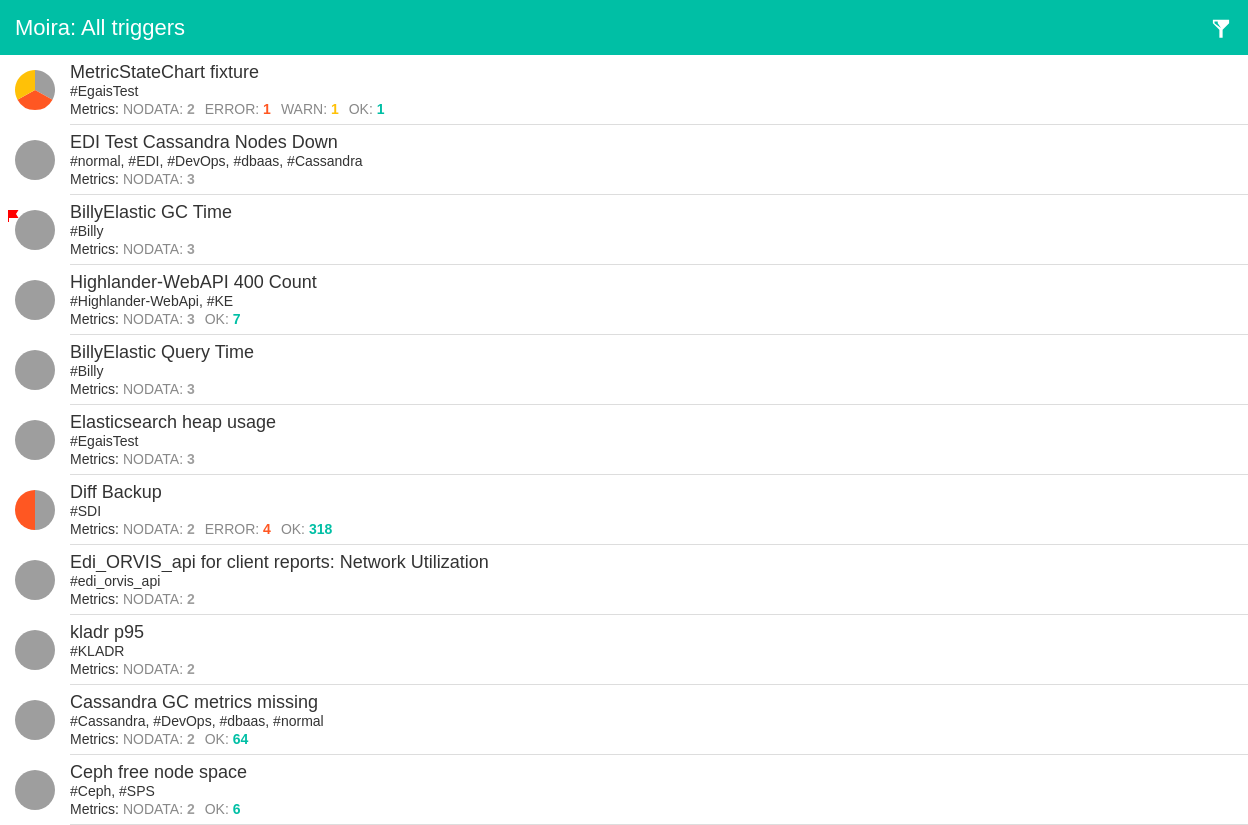 Moira: All triggers
MetricStateChart fixture
#EgaisTest
Metrics: NODATA: 2 ERROR: 1 WARN: 1 OK: 1
EDI Test Cassandra Nodes Down
#normal, #EDI, #DevOps, #dbaas, #Cassandra
Metrics: NODATA: 3
BillyElastic GC Time
#Billy
Metrics: NODATA: 3
Highlander-WebAPI 400 Count
#Highlander-WebApi, #KE
Metrics: NODATA: 3 OK: 7
BillyElastic Query Time
#Billy
Metrics: NODATA: 3
Elasticsearch heap usage
#EgaisTest
Metrics: NODATA: 3
Diff Backup
#SDI
Metrics: NODATA: 2 ERROR: 4 OK: 318
Edi_ORVIS_api for client reports: Network Utilization
#edi_orvis_api
Metrics: NODATA: 2
kladr p95
#KLADR
Metrics: NODATA: 2
Cassandra GC metrics missing
#Cassandra, #DevOps, #dbaas, #normal
Metrics: NODATA: 2 OK: 64
Ceph free node space
#Ceph, #SPS
Metrics: NODATA: 2 OK: 6